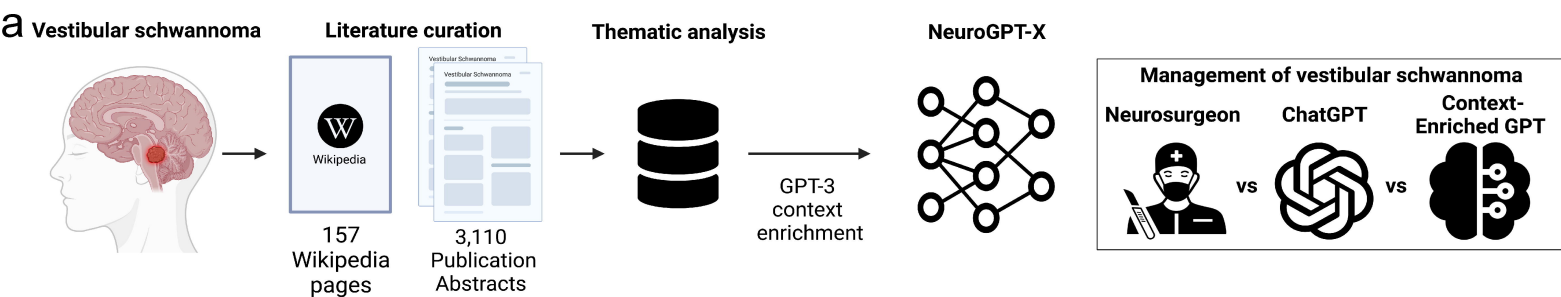 a
Vestibular schwannoma
Literature curation
Thematic analysis
NeuroGPT-X
Vestibular Schwannoma
Vestibular Schwannoma
W
Wikipedia
157
Wikipedia
pages
3,110
Publication
Abstracts
GPT-3
context
enrichment
Management of vestibular schwannoma
Neurosurgeon
vs
ChatGPT
vs
Context-
Enriched GPT